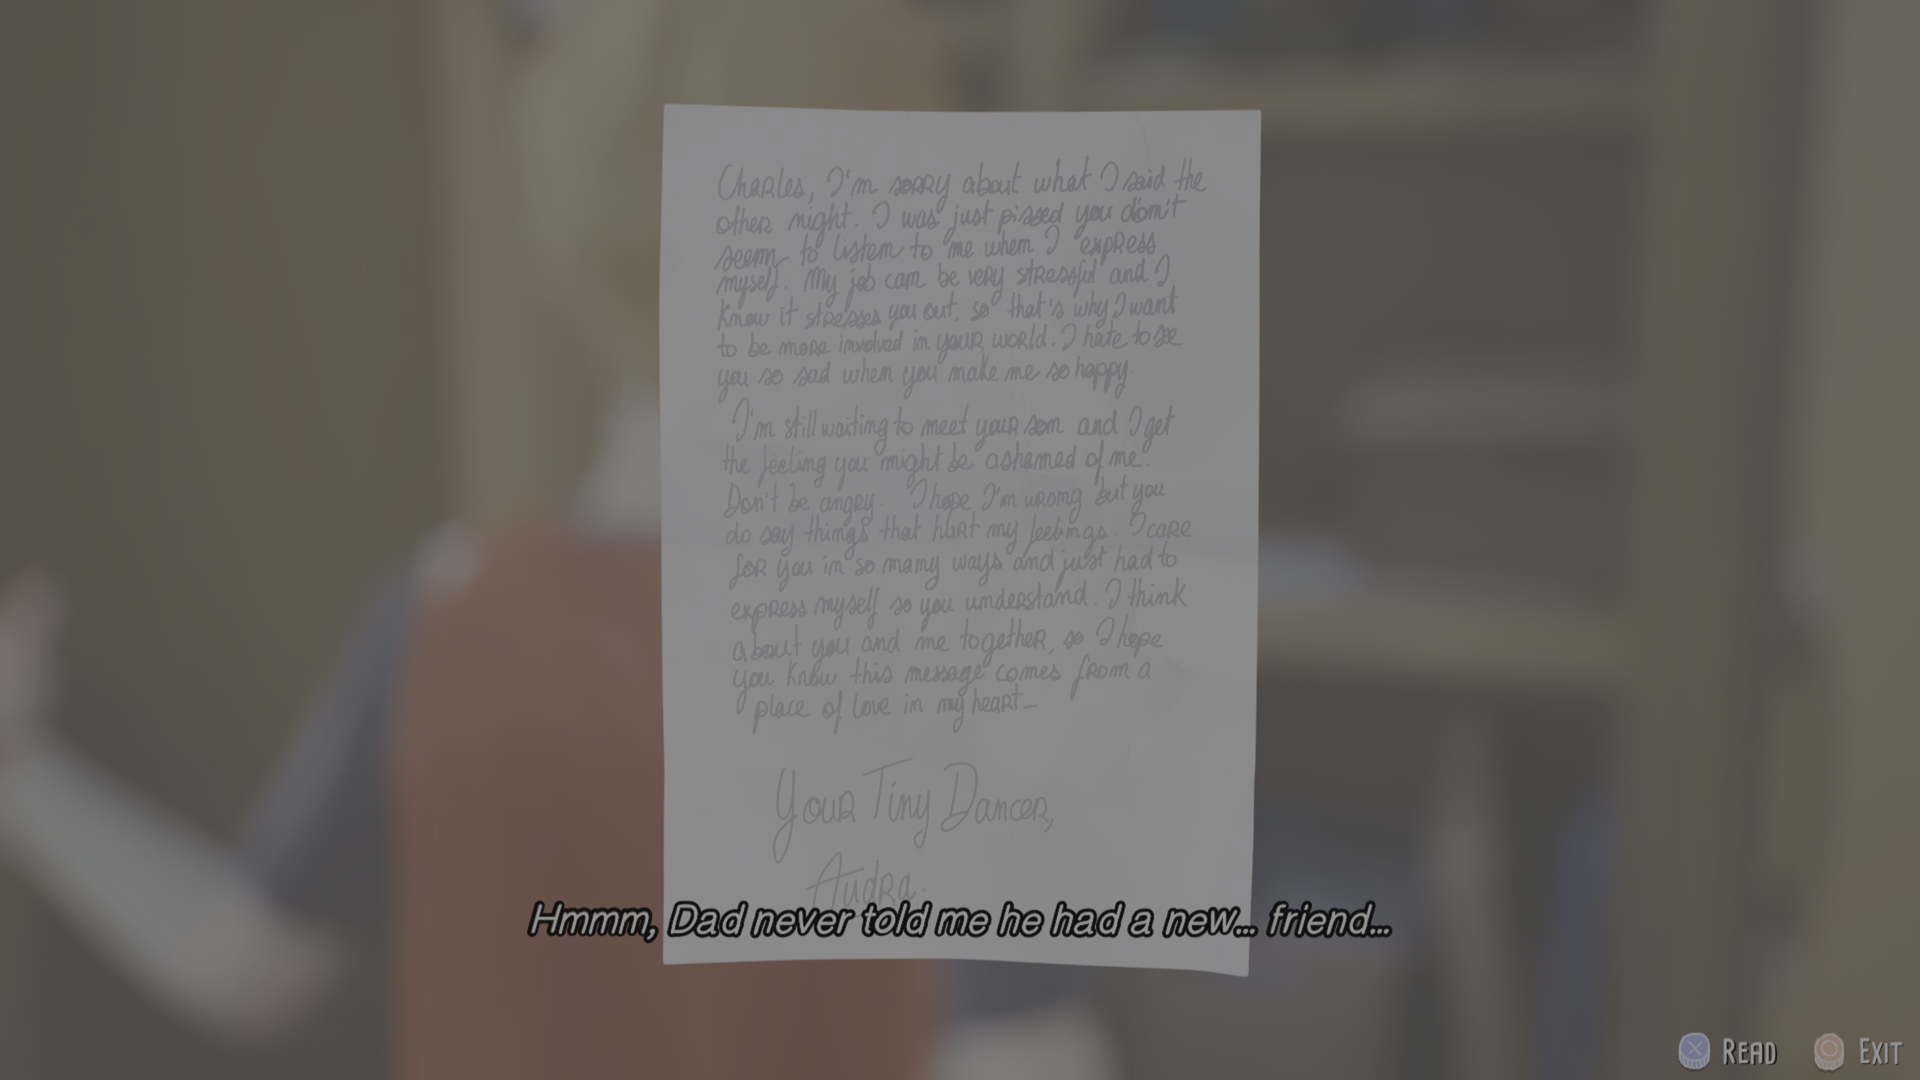 Charles, I'm sorry about what I said the
other night. I was just pissed you don't
seem to listen to me when I express
myself. My job can be very stressful and I
know it stresses you out, so that's why I want
to be more involved in your world. I hate to see
you so sad when you make me so happy.
I'm still waiting to meet your son and I get
the feeling you might be ashamed of me.
Don't be angry. I hope I'm wrong but you
do say things that hurt my feelings. I care
for you in so many ways and just had to
express myself so you understand. I think
about you and me together, so I hope
you know this message comes from a
place of love in my heart_
Your Tiny Dancer,
Audra.
Hmmm, Dad never told me he had a new... friend...
READ
EXIT